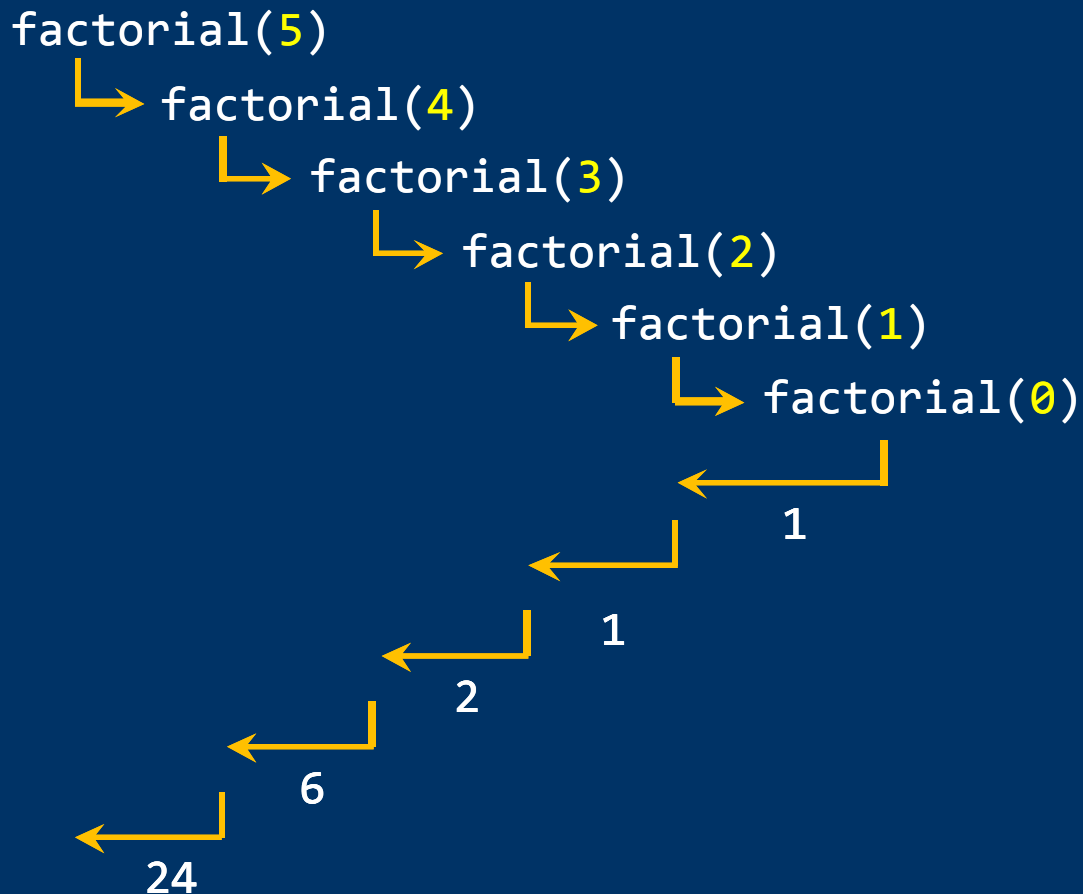 factorial(5)
factorial(4)
factorial(3)
factorial(2)
factorial(1)
factorial(0)
1
1
2
6
24